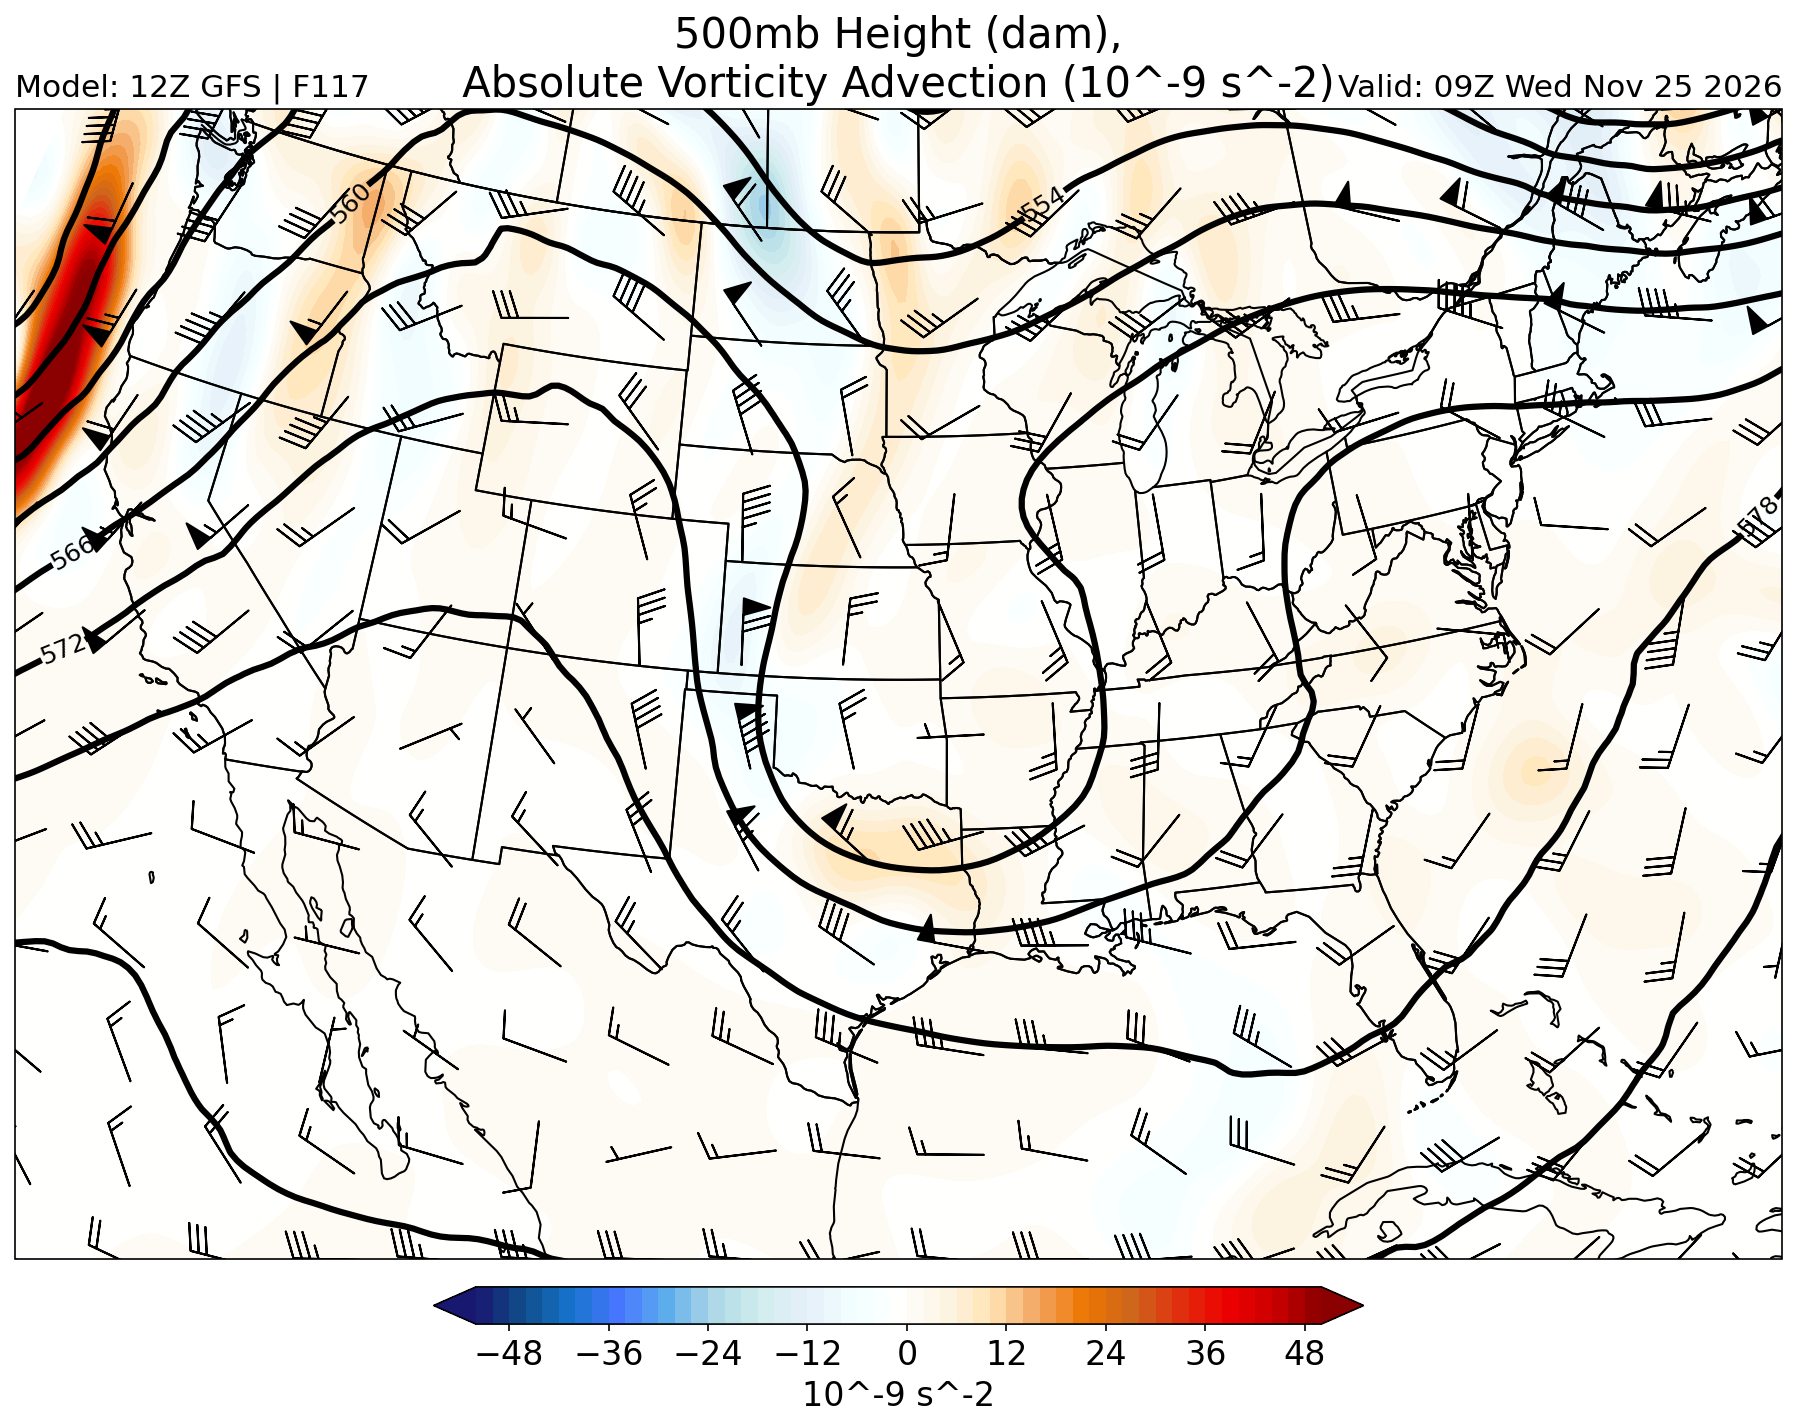 500mb Height (dam),
Model: 12Z GFS | F117
Absolute Vorticity Advection (10^-9 s^-2)
Valid: 09Z Wed Nov 25 2026
560
554
566
578
572
−48 −36 −24 −12 0 12 24 36 48
10^-9 s^-2